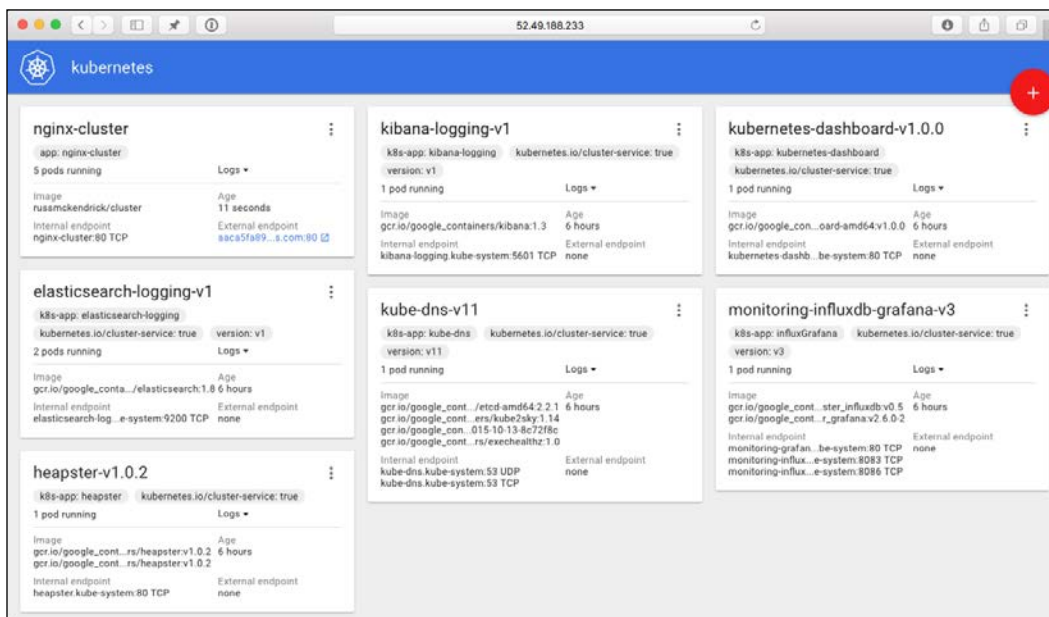 52.49.188.233
kubernetes
+
nginx-cluster
app: nginx-cluster
5 pods running Logs
Image Age
russmckendrick/cluster 11 seconds
Internal endpoint External endpoint
nginx-cluster:80 TCP aaca5fa89...s.com:80
elasticsearch-logging-v1
k8s-app: elasticsearch-logging
kubernetes.io/cluster-service: true version: v1
2 pods running Logs
Image Age
gcr.io/google_conta.../elasticsearch:1.8 6 hours
Internal endpoint External endpoint
elasticsearch-log...e-system:9200 TCP none
heapster-v1.0.2
k8s-app: heapster kubernetes.io/cluster-service: true
1 pod running Logs
Image Age
gcr.io/google_cont...rs/heapster:v1.0.2 6 hours
gcr.io/google_cont...rs/heapster:v1.0.2
Internal endpoint External endpoint
heapster.kube-system:80 TCP none
kibana-logging-v1
k8s-app: kibana-logging kubernetes.io/cluster-service: true
version: v1
1 pod running Logs
Image Age
gcr.io/google_containers/kibana:1.3 6 hours
Internal endpoint External endpoint
kibana-logging.kube-system:5601 TCP none
kube-dns-v11
k8s-app: kube-dns kubernetes.io/cluster-service: true
version: v11
1 pod running Logs
Image Age
gcr.io/google_cont.../etcd-amd64:2.2.1 6 hours
gcr.io/google_cont...ers/kube2sky:1.14
gcr.io/google_con...015-10-13-8c72f8c
gcr.io/google_cont...rs/exechealthz:1.0
Internal endpoint External endpoint
kube-dns.kube-system:53 UDP none
kube-dns.kube-system:53 TCP
kubernetes-dashboard-v1.0.0
k8s-app: kubernetes-dashboard
kubernetes.io/cluster-service: true
1 pod running Logs
Image Age
gcr.io/google_con...oard-amd64:v1.0.0 6 hours
Internal endpoint External endpoint
kubernetes-dashb...be-system:80 TCP none
monitoring-influxdb-grafana-v3
k8s-app: influxGrafana kubernetes.io/cluster-service: true
version: v3
1 pod running Logs
Image Age
gcr.io/google_cont...ster_influxdb:v0.5 6 hours
gcr.io/google_cont...r_grafana:v2.6.0-2
Internal endpoint External endpoint
monitoring-grafan...be-system:80 TCP none
monitoring-influx...e-system:8083 TCP
monitoring-influx...e-system:8086 TCP